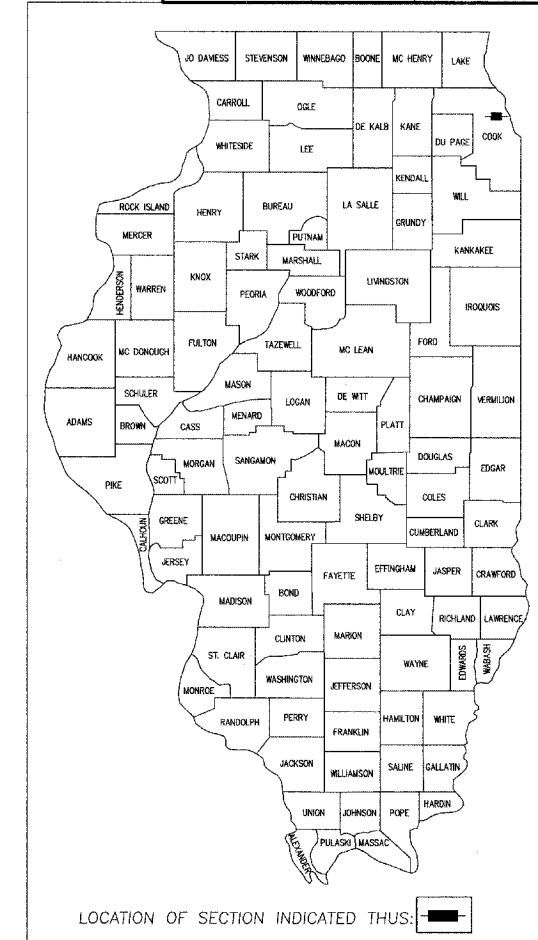 JO DAVIESS STEVENSON WINNEBAGO BOONE MC HENRY LAKE
CARROLL OGLE
DE KALB KANE DU PAGE COOK
WHITESIDE LEE
KENDALL WILL
ROCK ISLAND HENRY BUREAU LA SALLE GRUNDY
MERCER PUTNAM KANKAKEE
STARK MARSHALL
HENDERSON WARREN KNOX PEORIA WOODFORD LIVINGSTON IROQUOIS
FULTON TAZEWELL FORD
HANCOOK MC DONOUGH MC LEAN
MASON
SCHULER LOGAN DE WITT CHAMPAIGN VERMILION
ADAMS BROWN CASS MENARD PLATT
MACON
MORGAN SANGAMON DOUGLAS
PIKE SCOTT MOULTRIE EDGAR
CHRISTIAN COLES
CALHOUN GREENE MACOUPIN MONTGOMERY SHELBY CLARK
CUMBERLAND
JERSEY EFFINGHAM JASPER CRAWFORD
FAYETTE
MADISON BOND CLAY
RICHLAND LAWRENCE
CLINTON MARION
ST. CLAIR WAYNE EDWARDS WABASH
WASHINGTON JEFFERSON
MONROE
RANDOLPH PERRY HAMILTON WHITE
FRANKLIN
JACKSON SALINE GALLATIN
WILLIAMSON
HARDIN
UNION JOHNSON POPE
ALEXANDER PULASKI MASSAC
LOCATION OF SECTION INDICATED THUS: